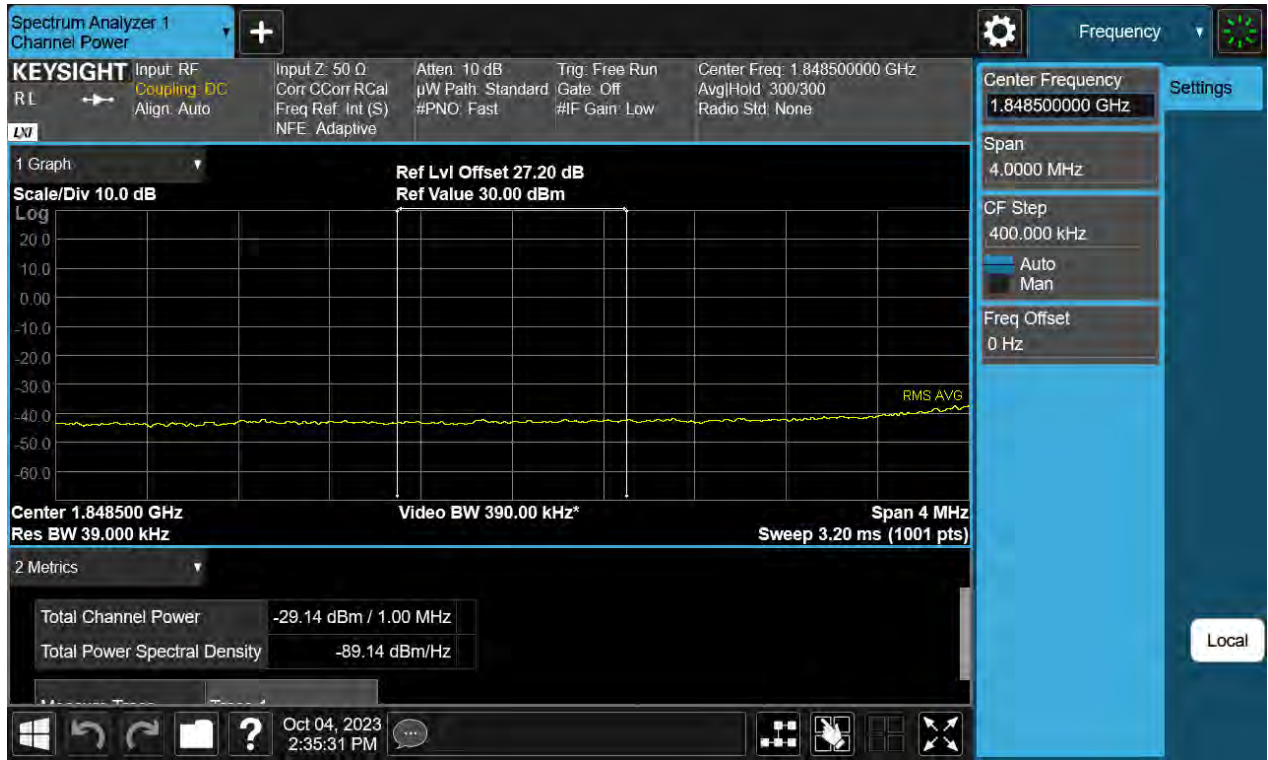 Spectrum Analyzer 1
Channel Power
+
Frequency
KEYSIGHT
RL
LXI
Input: RF
Coupling: DC
Align: Auto
Input Z: 50 Ω
Corr CCorr RCal
Freq Ref: Int (S)
NFE: Adaptive
Atten: 10 dB
µW Path: Standard
#PNO: Fast
Trig: Free Run
Gate: Off
#IF Gain: Low
Center Freq: 1.848500000 GHz
Avg|Hold: 300/300
Radio Std: None
1 Graph
Scale/Div 10.0 dB
Ref Lvl Offset 27.20 dB
Ref Value 30.00 dBm
Log
20.0
10.0
0.00
-10.0
-20.0
-30.0
-40.0
-50.0
-60.0
RMS AVG
Center 1.848500 GHz
Res BW 39.000 kHz
Video BW 390.00 kHz*
Span 4 MHz
Sweep 3.20 ms (1001 pts)
2 Metrics
Total Channel Power -29.14 dBm / 1.00 MHz
Total Power Spectral Density -89.14 dBm/Hz
?
Oct 04, 2023
2:35:31 PM
Center Frequency
1.848500000 GHz
Span
4.0000 MHz
CF Step
400.000 kHz
Auto
Man
Freq Offset
0 Hz
Settings
Local